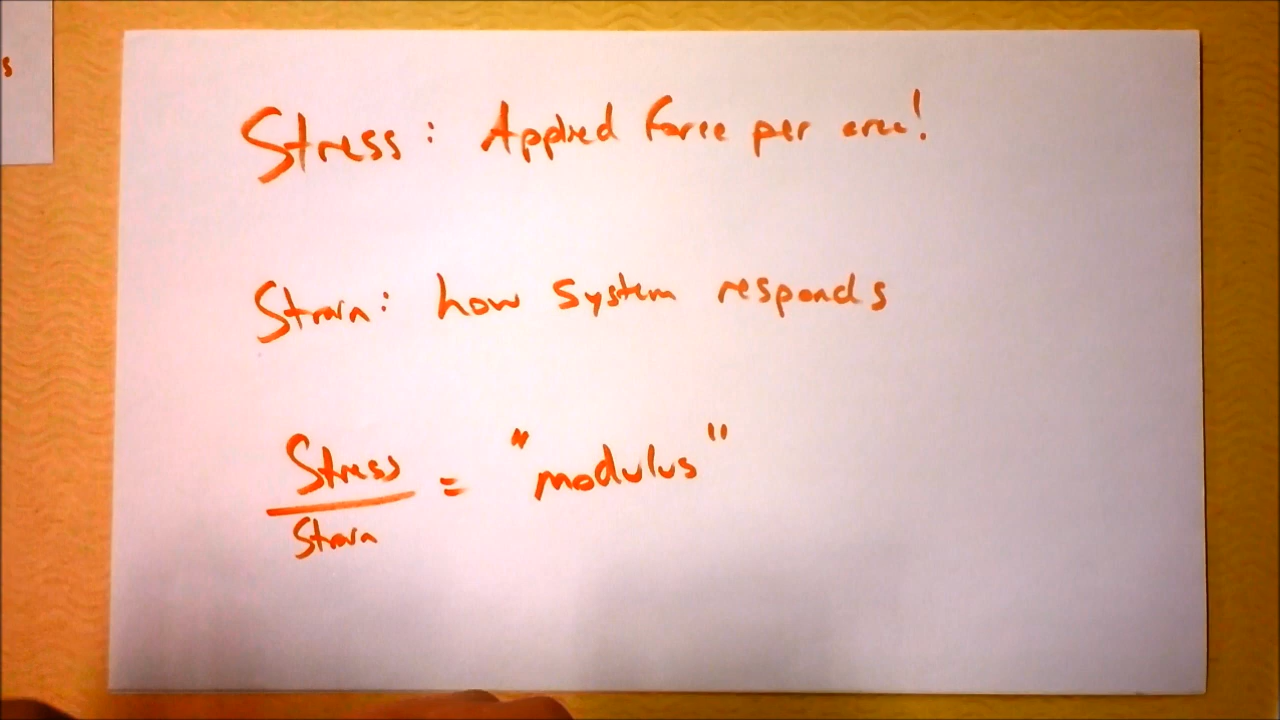 s
Stress: Applied Force per area!
Strain: how system responds
Stress
Strain
= "modulus"